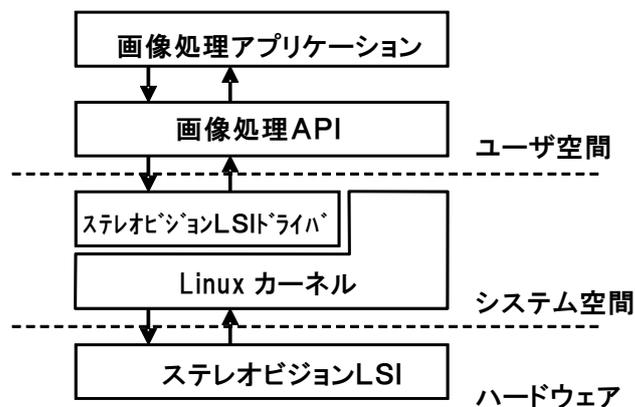 画像処理アプリケーション
画像処理API
ユーザ空間
ｽﾃﾚｵﾋﾞｼﾞｮﾝLSIﾄﾞﾗｲﾊﾞ
Linux カーネル
システム空間
ステレオビジョンLSI
ハードウェア